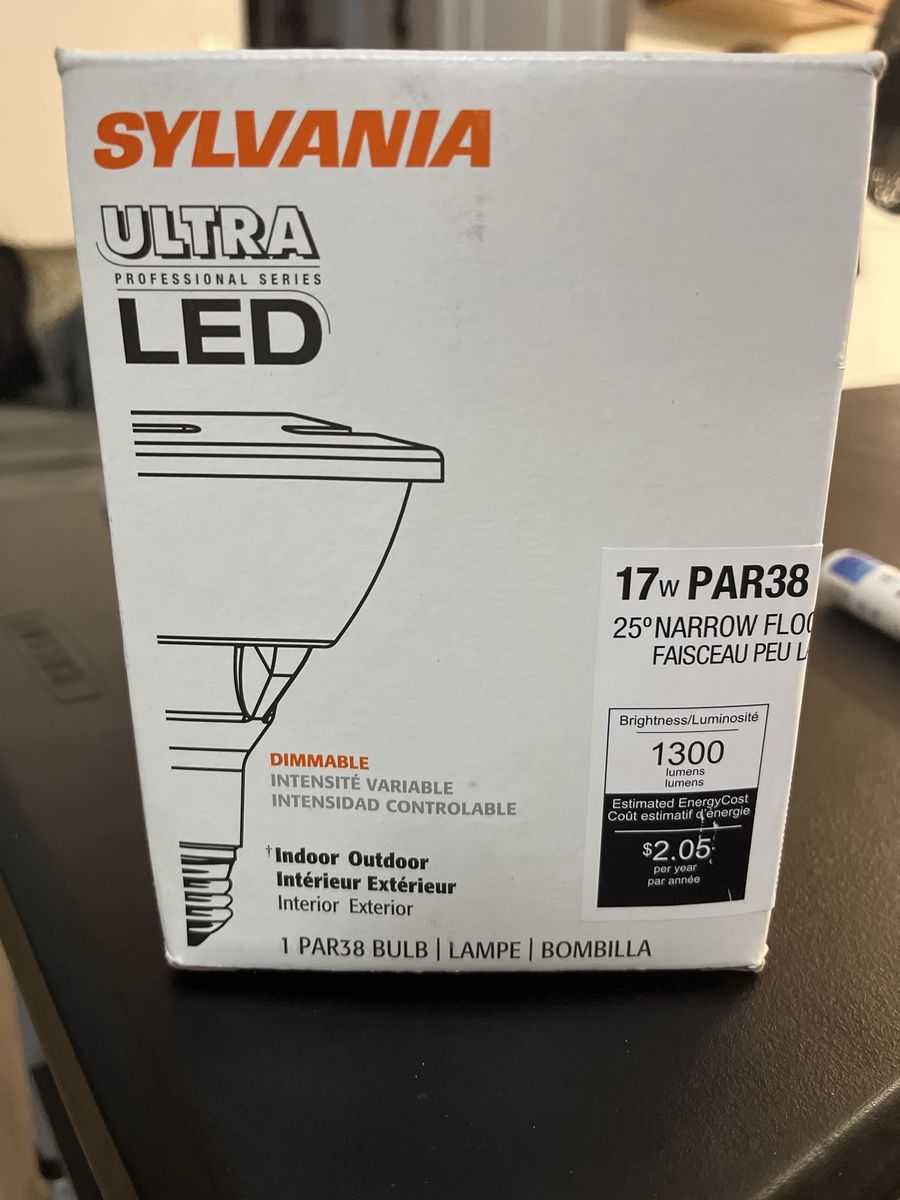 SYLVANIA
ULTRA
PROFESSIONAL SERIES
LED
17W PAR38
25º NARROW
FAISCEAU PEU
Brightness/Luminosité
1300
lumens
lumens
Estimated EnergyCost
Coût estimatif d'énergie
$2.05
per year
par année
DIMMABLE
INTENSITÉ VARIABLE
INTENSIDAD CONTROLABLE
†Indoor Outdoor
Intérieur Extérieur
Interior Exterior
1 PAR38 BULB | LAMPE | BOMBILLA